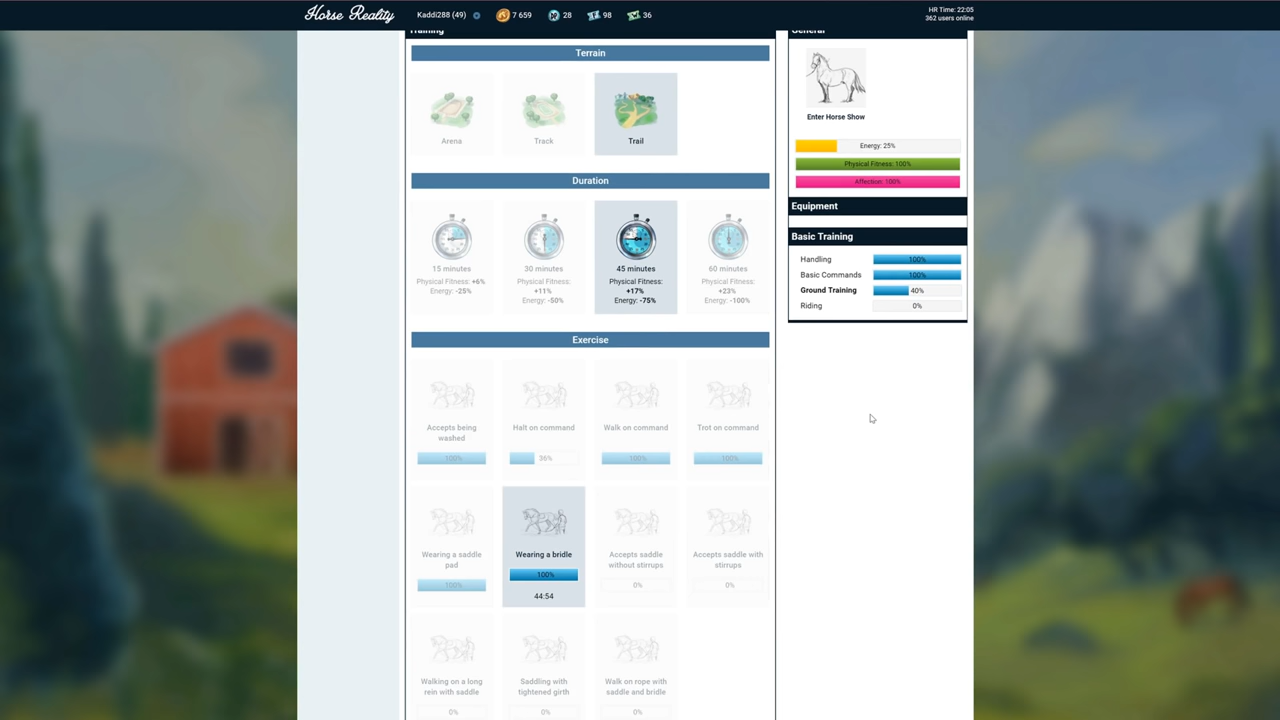 Horse Reality
Kaddi288 (49)
7 659
28
98
36
HR Time: 22:05
362 users online
Training
Terrain
Arena
Track
Trail
Duration
15 minutes
Physical Fitness: +6%
Energy: -25%
30 minutes
Physical Fitness:
+11%
Energy: -50%
45 minutes
Physical Fitness:
+17%
Energy: -75%
60 minutes
Physical Fitness:
+23%
Energy: -100%
Exercise
Accepts being
washed
100%
Halt on command
36%
Walk on command
100%
Trot on command
100%
Wearing a saddle
pad
100%
Wearing a bridle
100%
44:54
Accepts saddle
without stirrups
0%
Accepts saddle with
stirrups
0%
Walking on a long
rein with saddle
0%
Saddling with
tightened girth
0%
Walk on rope with
saddle and bridle
0%
General
Enter Horse Show
Energy: 25%
Physical Fitness: 100%
Affection: 100%
Equipment
Basic Training
Handling 100%
Basic Commands 100%
Ground Training 40%
Riding 0%